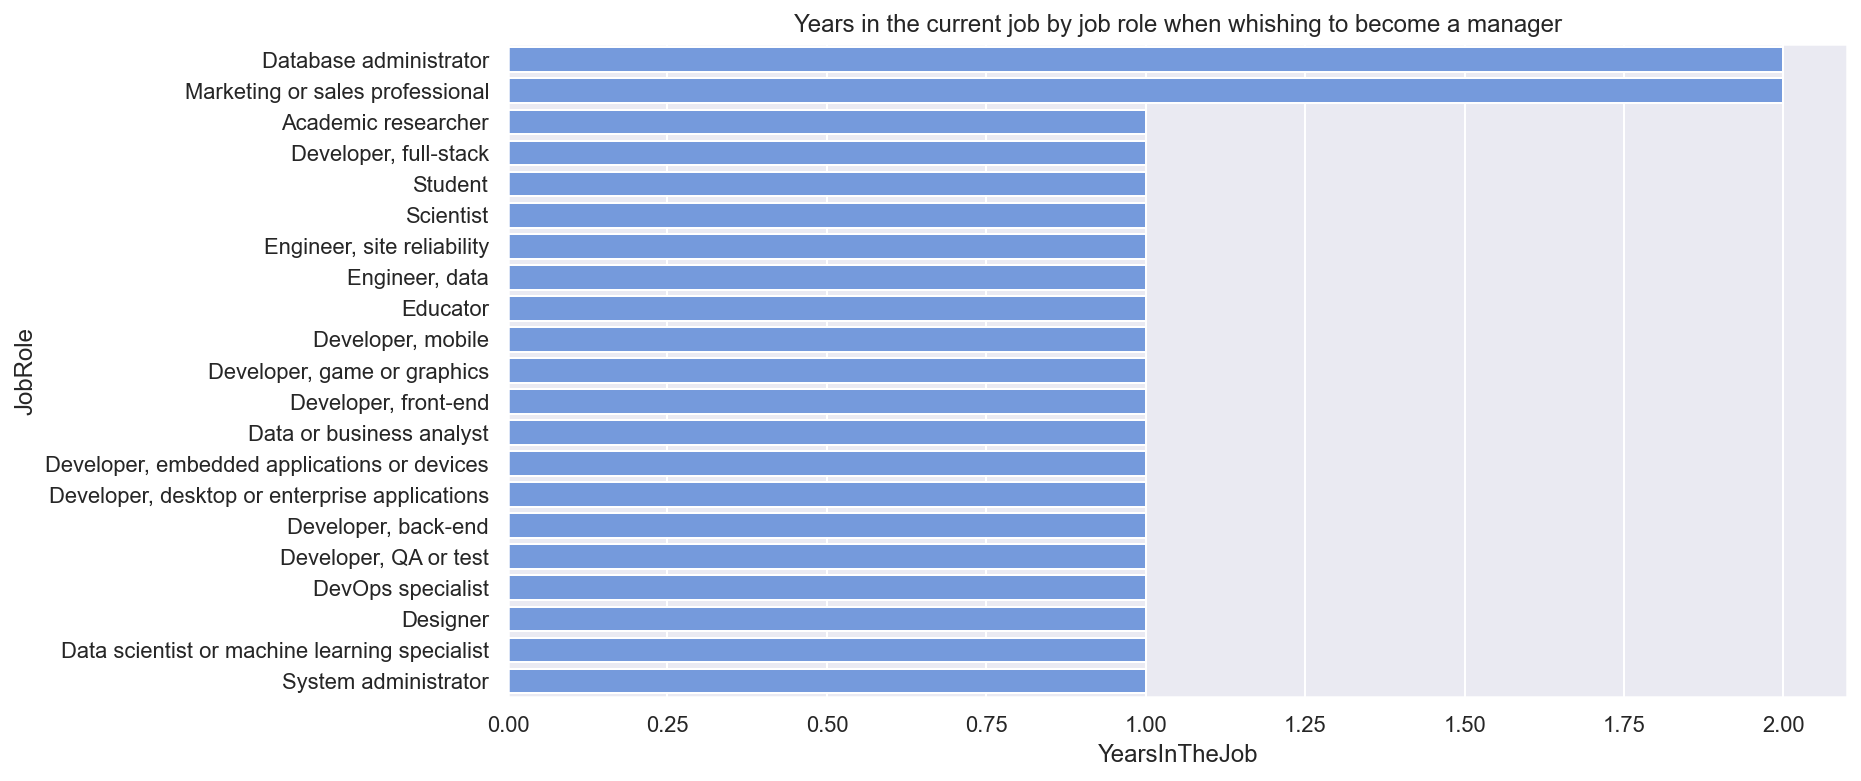 Years in the current job by job role when whishing to become a manager
Database administrator
Marketing or sales professional
Academic researcher
Developer, full-stack
Student
Scientist
Engineer, site reliability
Engineer, data
Educator
Developer, mobile
Developer, game or graphics
Developer, front-end
Data or business analyst
Developer, embedded applications or devices
Developer, desktop or enterprise applications
Developer, back-end
Developer, QA or test
DevOps specialist
Designer
Data scientist or machine learning specialist
System administrator
JobRole
0.00 0.25 0.50 0.75 1.00 1.25 1.50 1.75 2.00
YearsInTheJob